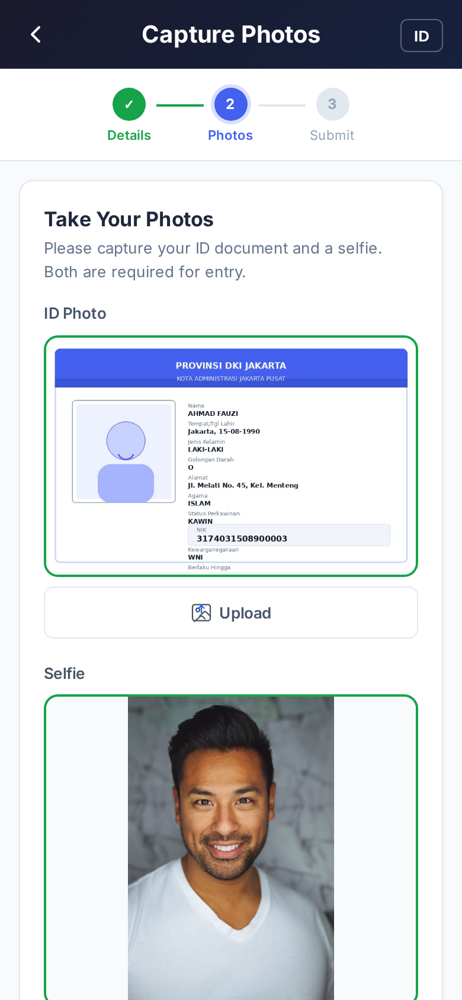 Capture Photos
ID
✓
2
3
Details
Photos
Submit
Take Your Photos
Please capture your ID document and a selfie.
Both are required for entry.
ID Photo
PROVINSI DKI JAKARTA
KOTA ADMINISTRASI JAKARTA PUSAT
Nama
AHMAD FAUZI
Tempat/Tgl Lahir
Jakarta, 15-08-1990
Jenis Kelamin
LAKI-LAKI
Golongan Darah
O
Alamat
Jl. Melati No. 45, Kel. Menteng
Agama
ISLAM
Status Perkawinan
KAWIN
NIK
3174031508900003
Kewarganegaraan
WNI
Berlaku Hingga
Upload
Selfie